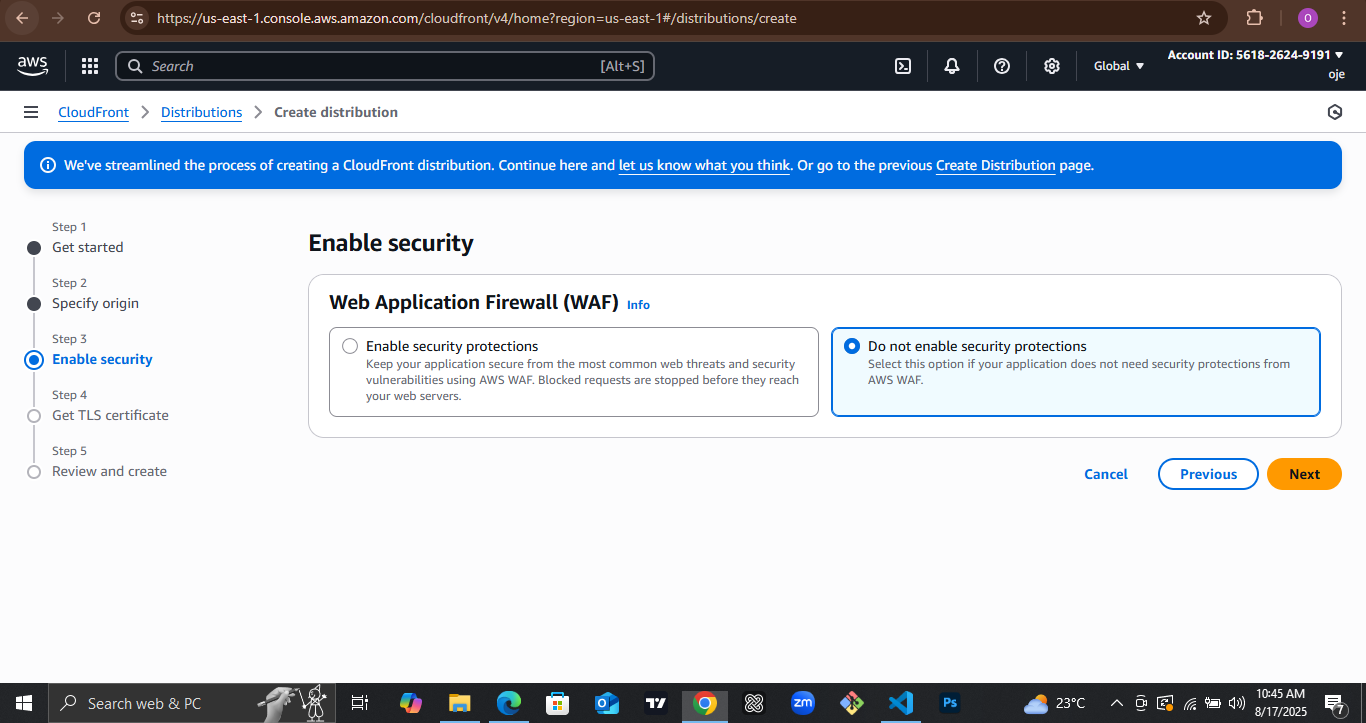 https://us-east-1.console.aws.amazon.com/cloudfront/v4/home?region=us-east-1#/distributions/create
O
aws
Search
[Alt+S]
Global
Account ID: 5618-2624-9191
oje
CloudFront
Distributions
Create distribution
We've streamlined the process of creating a CloudFront distribution. Continue here and let us know what you think. Or go to the previous Create Distribution page.
Step 1
Get started
Step 2
Specify origin
Step 3
Enable security
Step 4
Get TLS certificate
Step 5
Review and create
Enable security
Web Application Firewall (WAF) Info
Enable security protections
Keep your application secure from the most common web threats and security
vulnerabilities using AWS WAF. Blocked requests are stopped before they reach
your web servers.
Do not enable security protections
Select this option if your application does not need security protections from
AWS WAF.
Cancel
Previous
Next
Search web & PC
zm
Ps
23°C
10:45 AM
8/17/2025
7